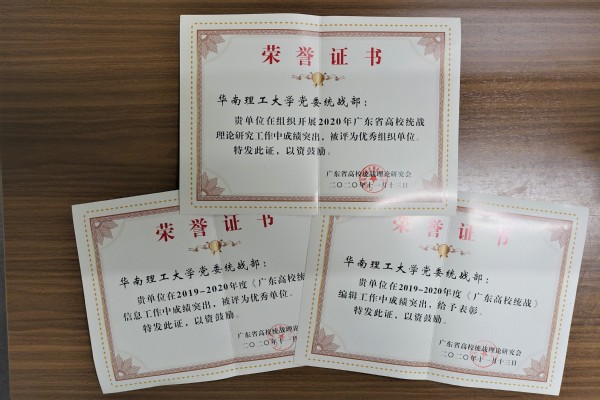 荣誉证书
华南理工大学党委统战部：
贵单位在组织开展2020年广东省高校统战
理论研究工作中成绩突出，被评为优秀组织单位。
特发此证，以资鼓励。
广东省高校统战理论研究会
二〇二〇年十一月十三日
荣誉证书
华南理工大学党委统战部：
贵单位在2019-2020年度《广东高校统
信息工作中成绩突出，被评为优秀单位。
特发此证，以资鼓励。
广东省高校统战理
二〇二〇年十一
荣誉证书
华南理工大学党委统战部：
贵单位在2019-2020年度《广东高校统战》
编辑工作中成绩突出，给予表彰。
特发此证，以资鼓励。
广东省高校统战理论研究会
二〇二〇年十一月十三日